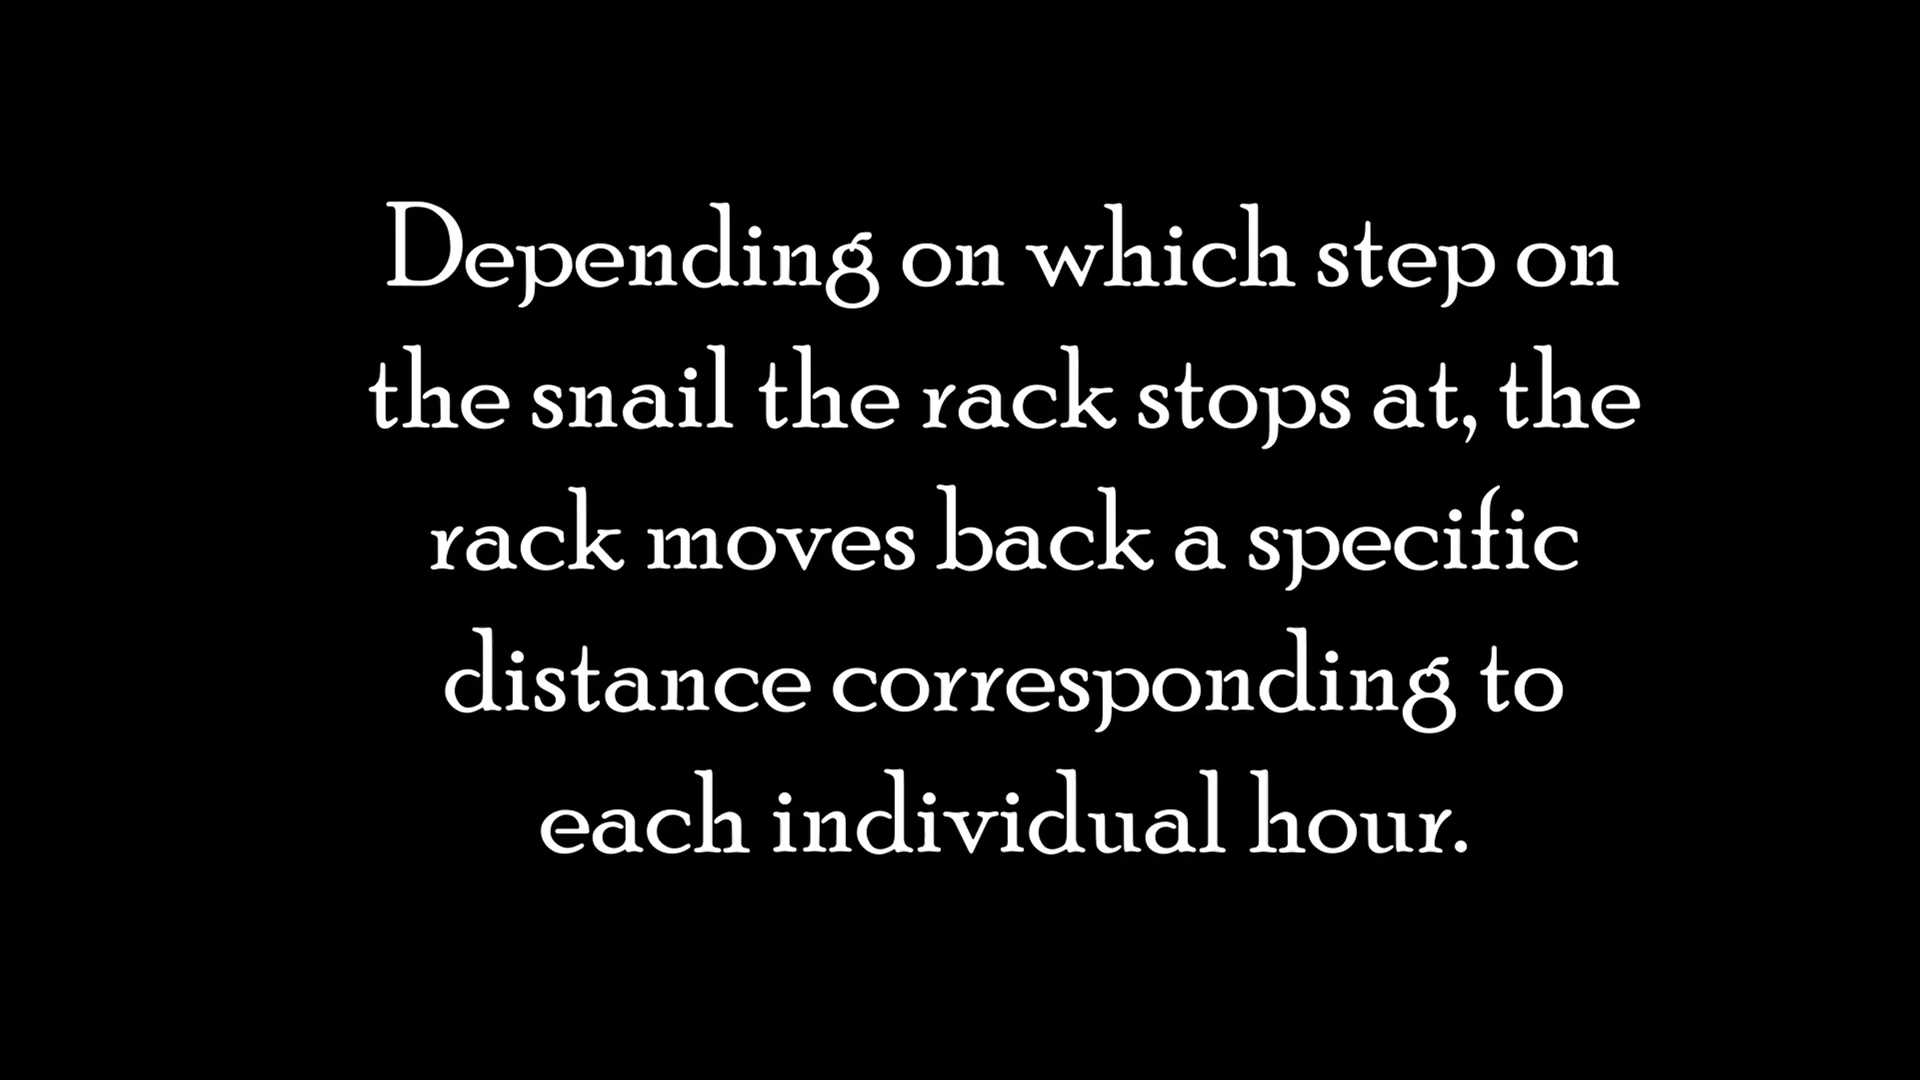 Depending on which step on
the snail the rack stops at, the
rack moves back a specific
distance corresponding to
each individual hour.